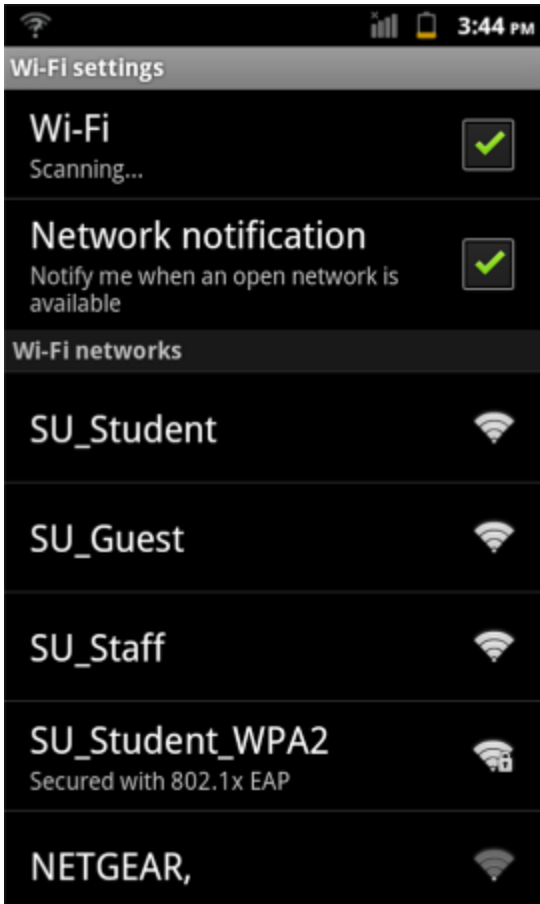 3:44 PM
Wi-Fi settings
Wi-Fi
Scanning...
Network notification
Notify me when an open network is
available
Wi-Fi networks
SU_Student
SU_Guest
SU_Staff
SU_Student_WPA2
Secured with 802.1x EAP
NETGEAR,